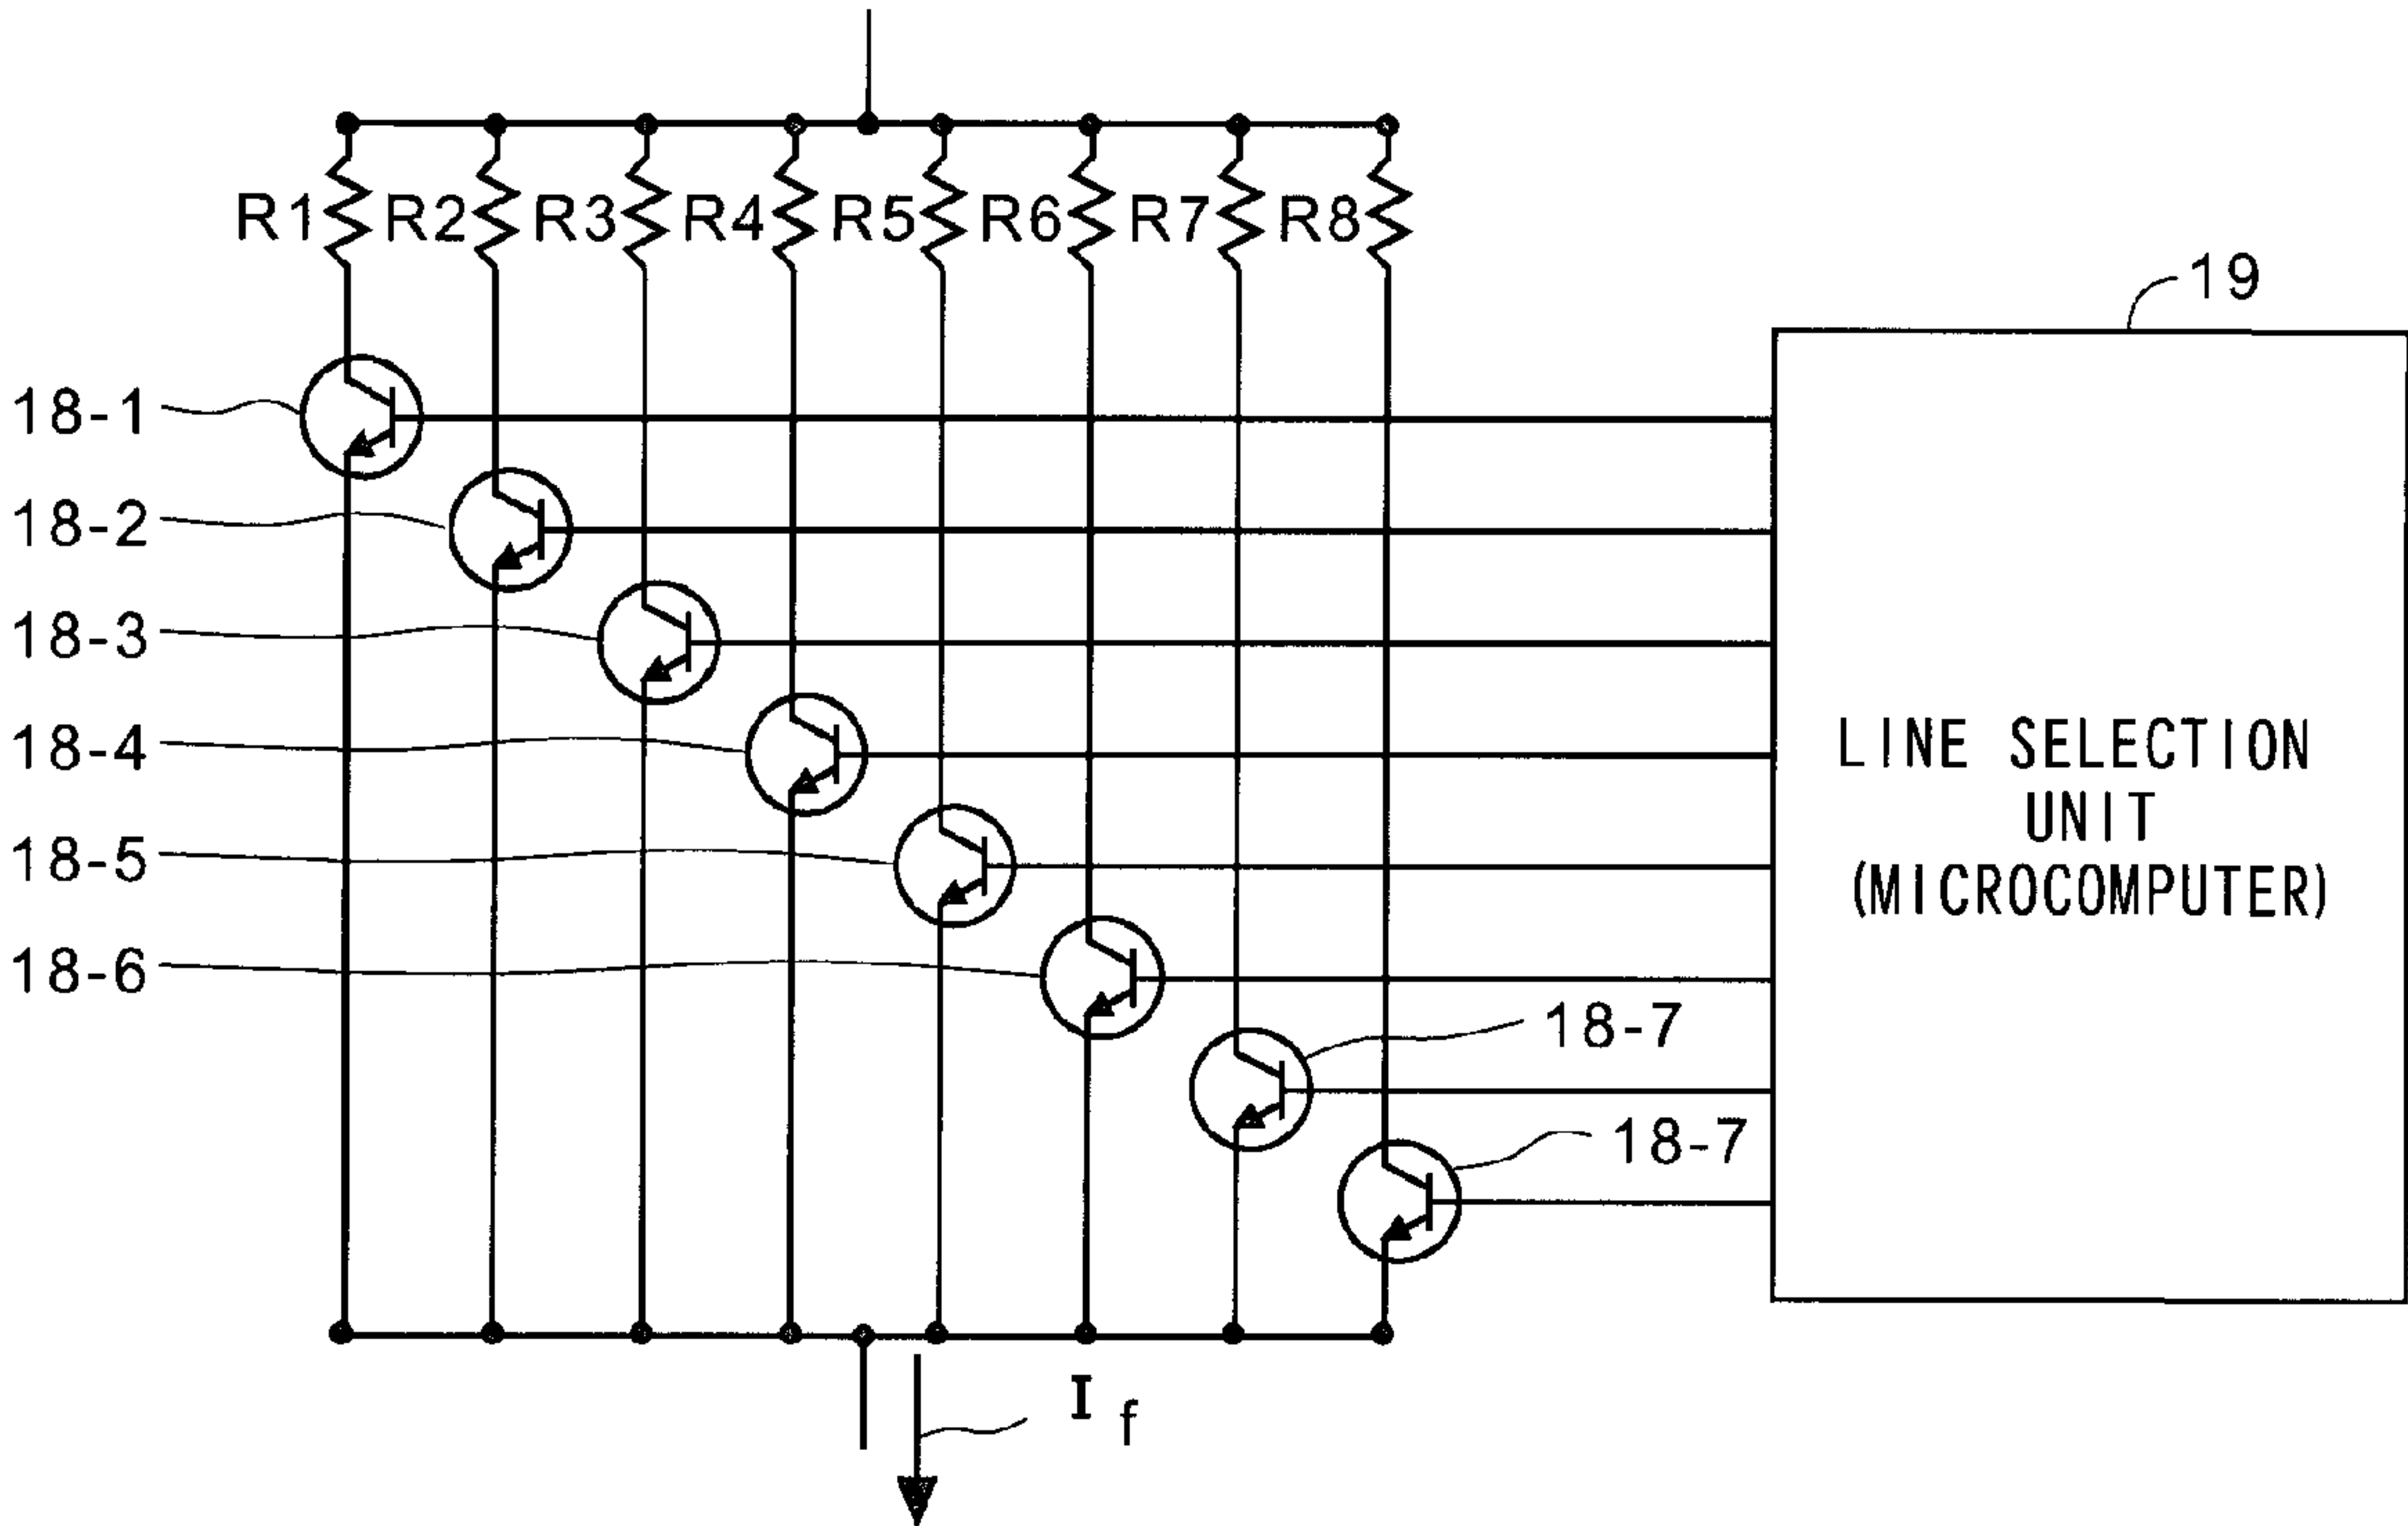 R1 R2 R3 R4 R5 R6 R7 R8
19
18-1
18-2
18-3
18-4
18-5
18-6
LINE SELECTION
UNIT
(MICROCOMPUTER)
18-7
18-7
I f